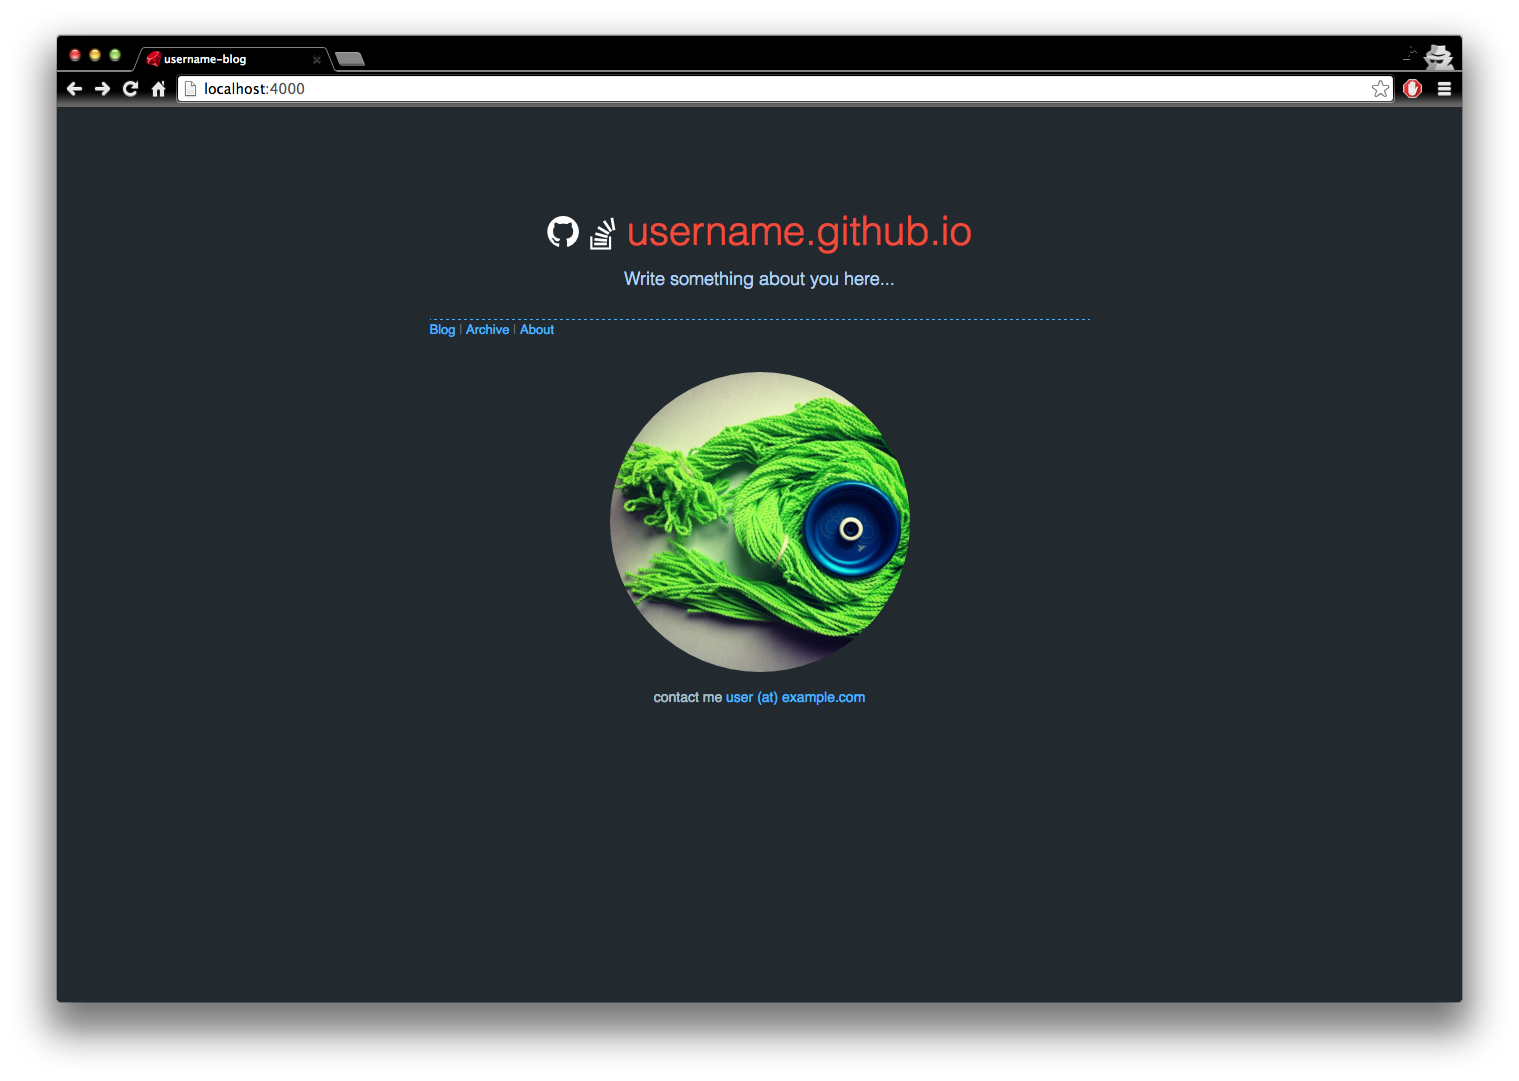 username-blog
localhost:4000
username.github.io
Write something about you here...
Blog | Archive | About
contact me user (at) example.com